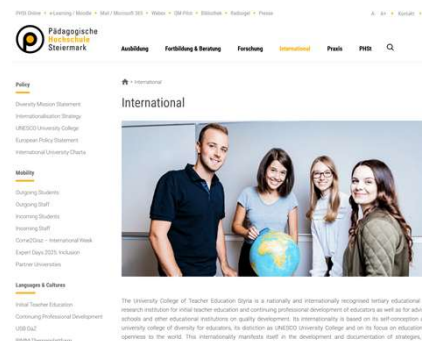 PHSt Online • eLearning / Moodle • Mail / Microsoft 365 • Webex • QM-Pilot • Bibliothek • Radioigel • Presse
A- A+ • Kontakt •
Pädagogische
Hochschule
Steiermark
Ausbildung Fortbildung & Beratung Forschung International Praxis PHSt
Policy
Diversity Mission Statement
Internationalisation Strategy
UNESCO University College
European Policy Statement
International University Charta
Mobility
Outgoing Students
Outgoing Staff
Incoming Students
Incoming Staff
Come2Graz – International Week
Expert Days 2025: Inclusion
Partner Universities
Languages & Cultures
Initial Teacher Education
Continuing Professional Development
USB DaZ
• International
International
The University College of Teacher Education Styria is a nationally and internationally recognised tertiary educational
research institution for initial teacher education and continuing professional development of educators as well as for
schools and other educational institutions on quality development. Its internationality is based on its self-conception
university college of diversity for educators, its distinction as UNESCO University College and on its focus on education
openness to the world. This internationality manifests itself in the development and documentation of strategies,